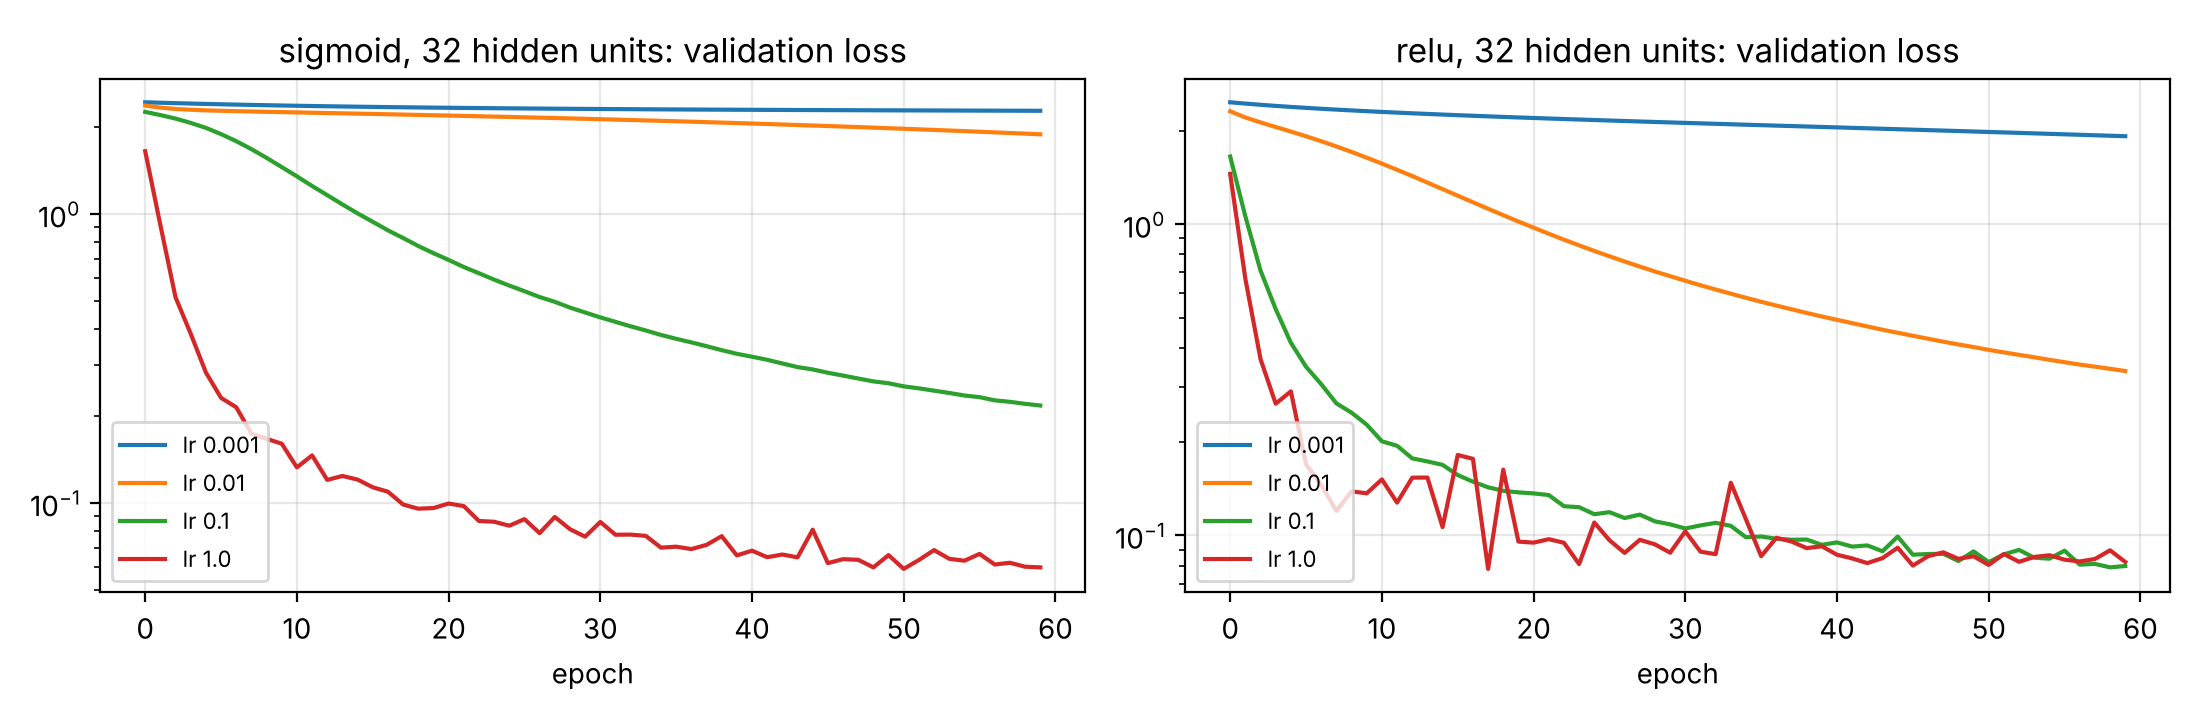 sigmoid, 32 hidden units: validation loss
10⁰
10⁻¹
lr 0.001
lr 0.01
lr 0.1
lr 1.0
0 10 20 30 40 50 60
epoch
relu, 32 hidden units: validation loss
10⁰
10⁻¹
lr 0.001
lr 0.01
lr 0.1
lr 1.0
0 10 20 30 40 50 60
epoch